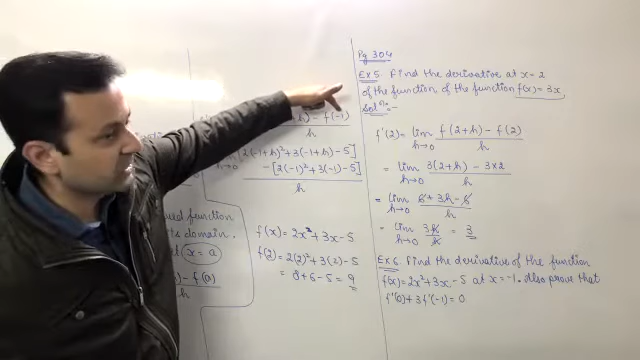 h) - f(-1)
h
[2(-1+h)²+3(-1+h)-5]
h→0
-[2(-1)²+3(-1)-5]
h
ued function
ts domain.
x = a
) - f(a)
h
f(x) = 2x²+3x-5
f(2) = 2(2)²+3(2)-5
= 8+6-5 = 9
Pg 304
Ex 5. Find the derivative at x=2
of the function of the function f(x) = 3x
Solⁿ:-
f'(2) = lim h→0 f(2+h) - f(2) / h
= lim h→0 3(2+h) - 3×2 / h
= lim h→0 6+3h-6 / h
= lim h→0 3h / h = 3
Ex 6. Find the derivative of the function
f(x) = 2x²+3x-5 at x=-1. Also prove that
f'(0)+3f'(-1)=0